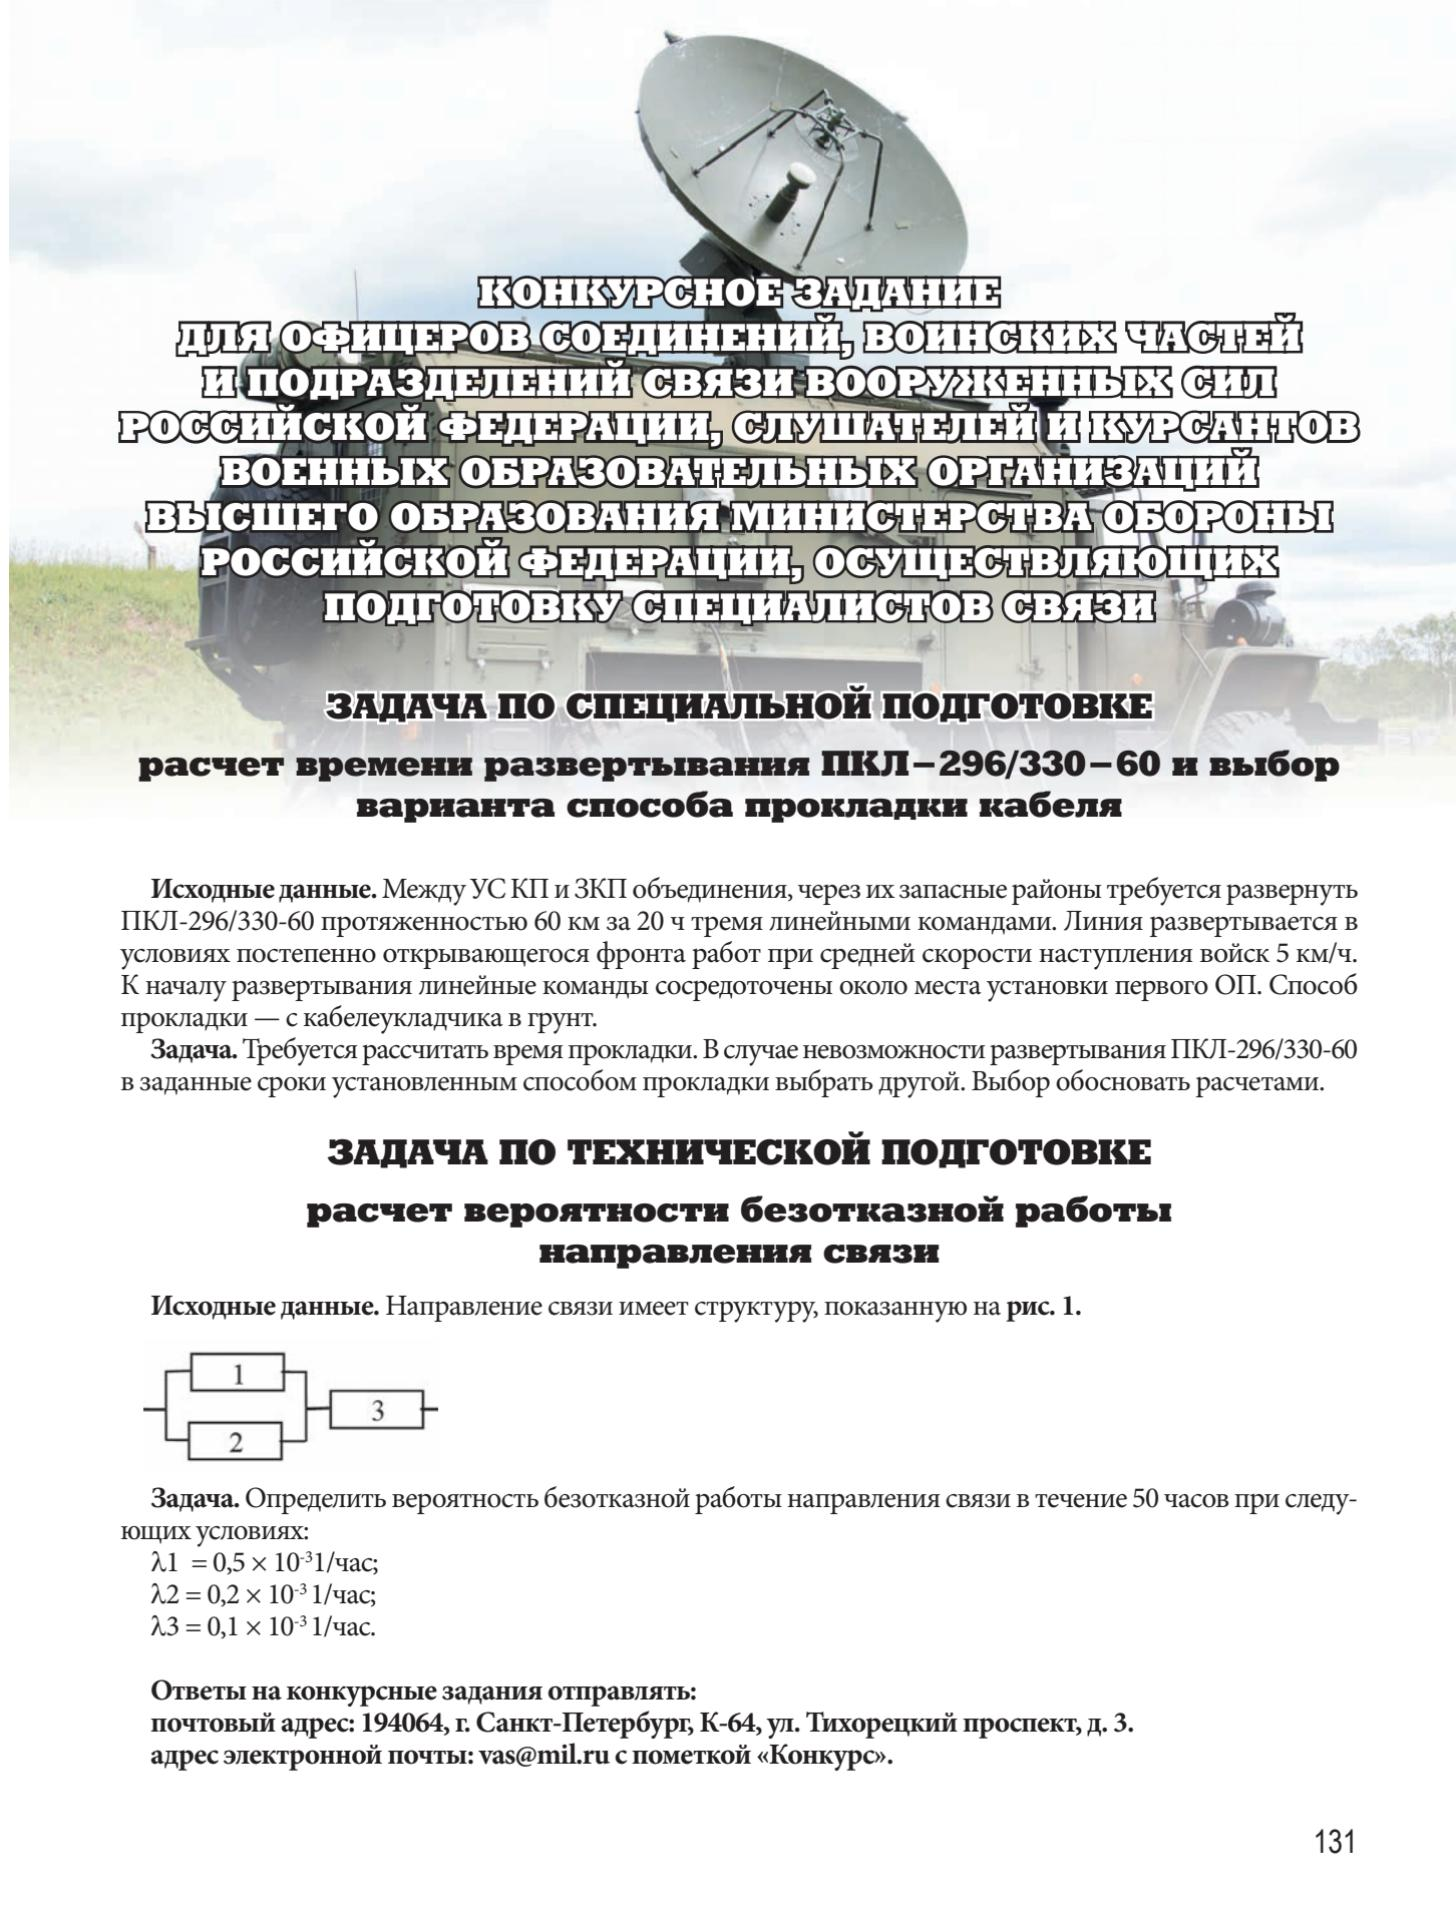 КОНКУРСНОЕ ЗАДАНИЕ
ДЛЯ ОФИЦЕРОВ СОЕДИНЕНИЙ, ВОИНСКИХ ЧАСТЕЙ
И ПОДРАЗДЕЛЕНИЙ СВЯЗИ ВООРУЖЕННЫХ СИЛ
РОССИЙСКОЙ ФЕДЕРАЦИИ, СЛУШАТЕЛЕЙ И КУРСАНТОВ
ВОЕННЫХ ОБРАЗОВАТЕЛЬНЫХ ОРГАНИЗАЦИЙ
ВЫСШЕГО ОБРАЗОВАНИЯ МИНИСТЕРСТВА ОБОРОНЫ
РОССИЙСКОЙ ФЕДЕРАЦИИ, ОСУЩЕСТВЛЯЮЩИХ
ПОДГОТОВКУ СПЕЦИАЛИСТОВ СВЯЗИ
ЗАДАЧА ПО СПЕЦИАЛЬНОЙ ПОДГОТОВКЕ
расчет времени развертывания ПКЛ–296/330–60 и выбор
варианта способа прокладки кабеля
Исходные данные. Между УС КП и ЗКП объединения, через их запасные районы требуется развернуть
ПКЛ-296/330-60 протяженностью 60 км за 20 ч тремя линейными командами. Линия развертывается в
условиях постепенно открывающегося фронта работ при средней скорости наступления войск 5 км/ч.
К началу развертывания линейные команды сосредоточены около места установки первого ОП. Способ
прокладки — с кабелеукладчика в грунт.
Задача. Требуется рассчитать время прокладки. В случае невозможности развертывания ПКЛ-296/330-60
в заданные сроки установленным способом прокладки выбрать другой. Выбор обосновать расчетами.
ЗАДАЧА ПО ТЕХНИЧЕСКОЙ ПОДГОТОВКЕ
расчет вероятности безотказной работы
направления связи
Исходные данные. Направление связи имеет структуру, показанную на рис. 1.
1
3
2
Задача. Определить вероятность безотказной работы направления связи в течение 50 часов при следу-
ющих условиях:
λ1 = 0,5 × 10⁻³1/час;
λ2 = 0,2 × 10⁻³ 1/час;
λ3 = 0,1 × 10⁻³ 1/час.
Ответы на конкурсные задания отправлять:
почтовый адрес: 194064, г. Санкт-Петербург, К-64, ул. Тихорецкий проспект, д. 3.
адрес электронной почты: vas@mil.ru с пометкой «Конкурс».
131